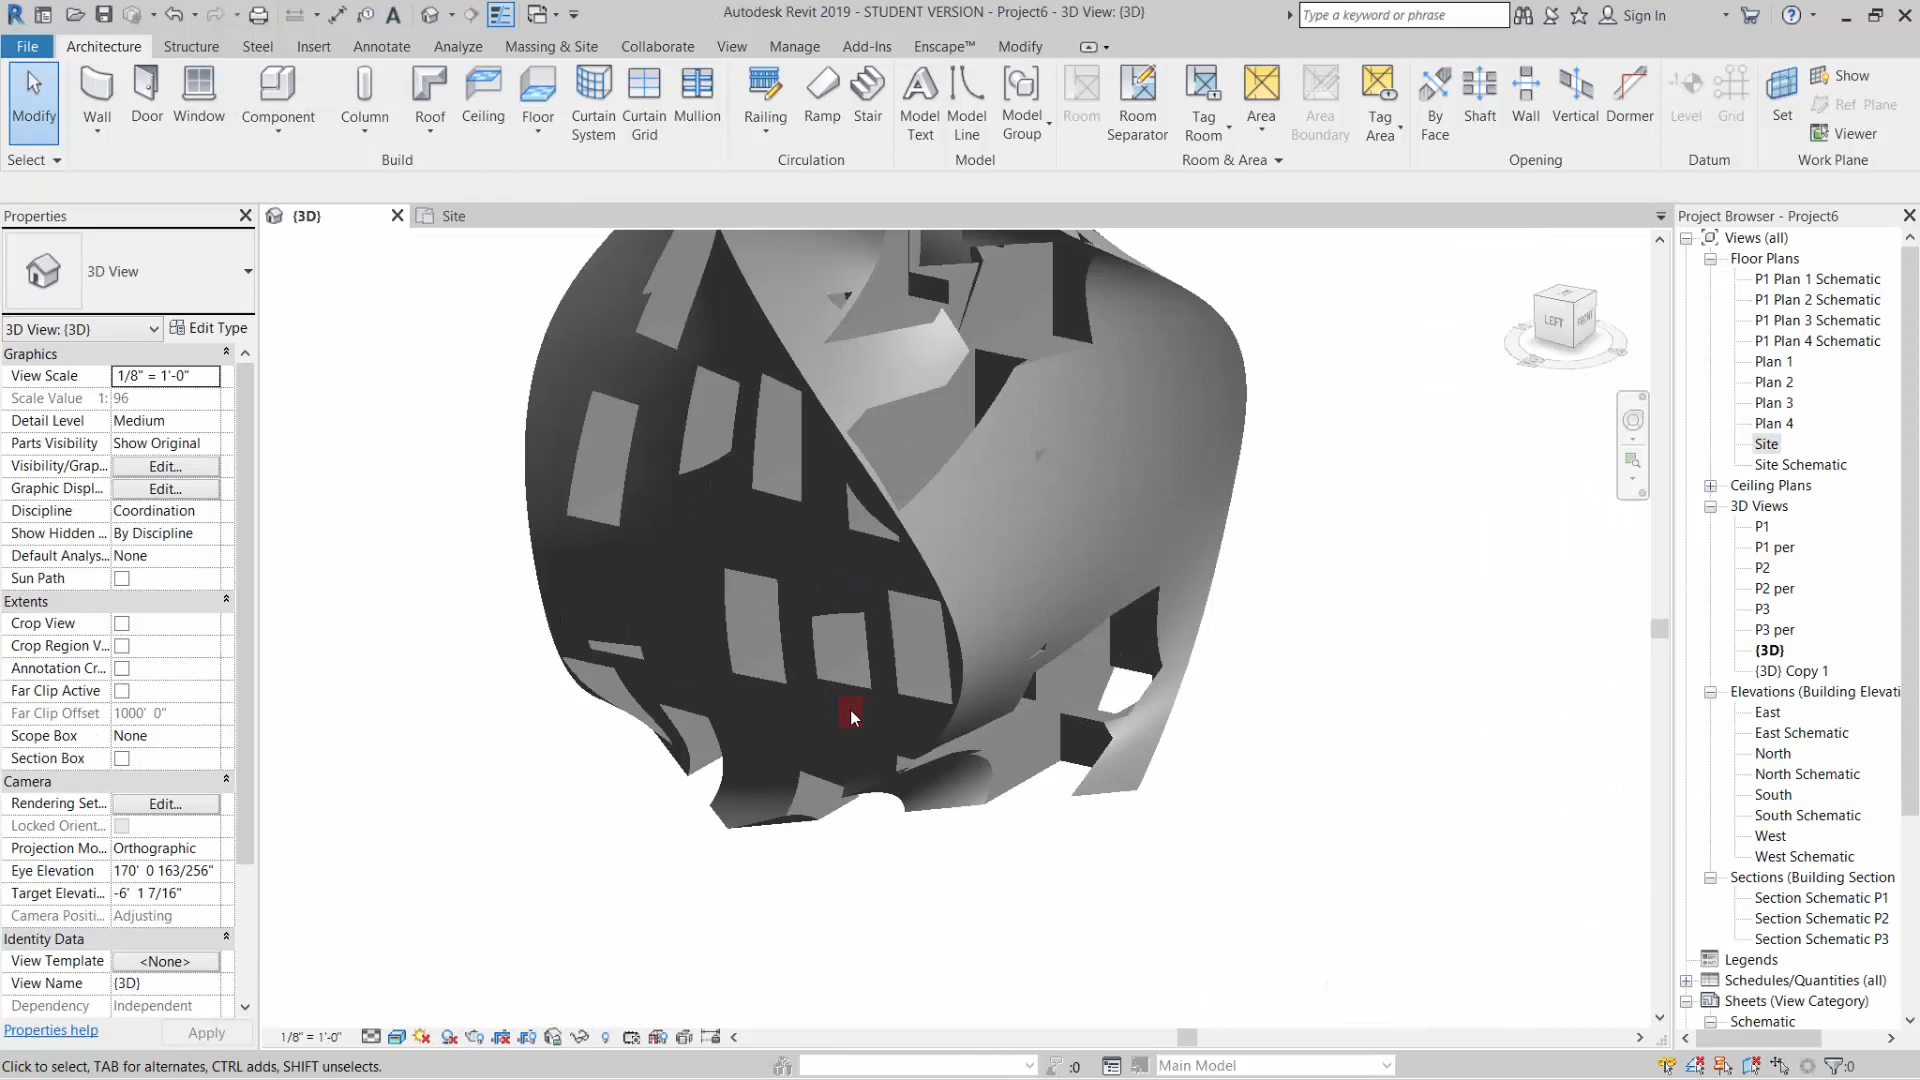 Autodesk Revit 2019 - STUDENT VERSION - Project6 - 3D View: {3D}
Type a keyword or phrase
Sign In
File Architecture Structure Steel Insert Annotate Analyze Massing & Site Collaborate View Manage Add-Ins Enscape™ Modify
Modify Wall Door Window Component Column Roof Ceiling Floor Curtain System Curtain Grid Mullion Railing Ramp Stair Model Text Model Line Model Group Room Room Separator Tag Room Area Area Boundary Tag Area By Face Shaft Wall Vertical Dormer Level Grid Set
Show
Ref Plane
Viewer
Select Build Circulation Model Room & Area Opening Datum Work Plane
Properties
{3D}
Site
Project Browser - Project6
3D View
3D View: {3D}
Edit Type
Graphics
View Scale 1/8" = 1'-0"
Scale Value 1: 96
Detail Level Medium
Parts Visibility Show Original
Visibility/Grap... Edit...
Graphic Displ... Edit...
Discipline Coordination
Show Hidden ... By Discipline
Default Analys... None
Sun Path
Extents
Crop View
Crop Region V...
Annotation Cr...
Far Clip Active
Far Clip Offset 1000' 0"
Scope Box None
Section Box
Camera
Rendering Set... Edit...
Locked Orient...
Projection Mo... Orthographic
Eye Elevation 170' 0 163/256"
Target Elevati... -6' 1 7/16"
Camera Positi... Adjusting
Identity Data
View Template <None>
View Name {3D}
Dependency Independent
Properties help
Apply
LEFT
FRONT
Views (all)
Floor Plans
P1 Plan 1 Schematic
P1 Plan 2 Schematic
P1 Plan 3 Schematic
P1 Plan 4 Schematic
Plan 1
Plan 2
Plan 3
Plan 4
Site
Site Schematic
Ceiling Plans
3D Views
P1
P1 per
P2
P2 per
P3
P3 per
{3D}
{3D} Copy 1
Elevations (Building Elevati
East
East Schematic
North
North Schematic
South
South Schematic
West
West Schematic
Sections (Building Section
Section Schematic P1
Section Schematic P2
Section Schematic P3
Legends
Schedules/Quantities (all)
Sheets (View Category)
Schematic
1/8" = 1'-0"
Click to select, TAB for alternates, CTRL adds, SHIFT unselects.
:0
Main Model
:0